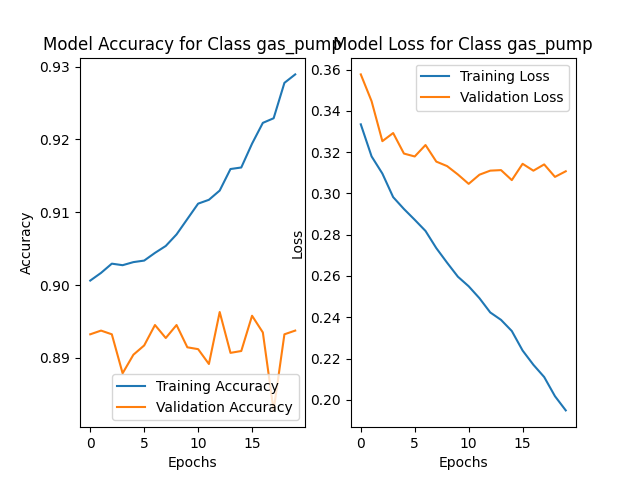 Model Accuracy for Class gas_pump
Model Loss for Class gas_pump
0.93
0.92
0.91
0.90
0.89
Accuracy
Training Accuracy
Validation Accuracy
0
5
10
15
Epochs
0.36
0.34
0.32
0.30
0.28
0.26
0.24
0.22
0.20
Loss
Training Loss
Validation Loss
0
5
10
15
Epochs